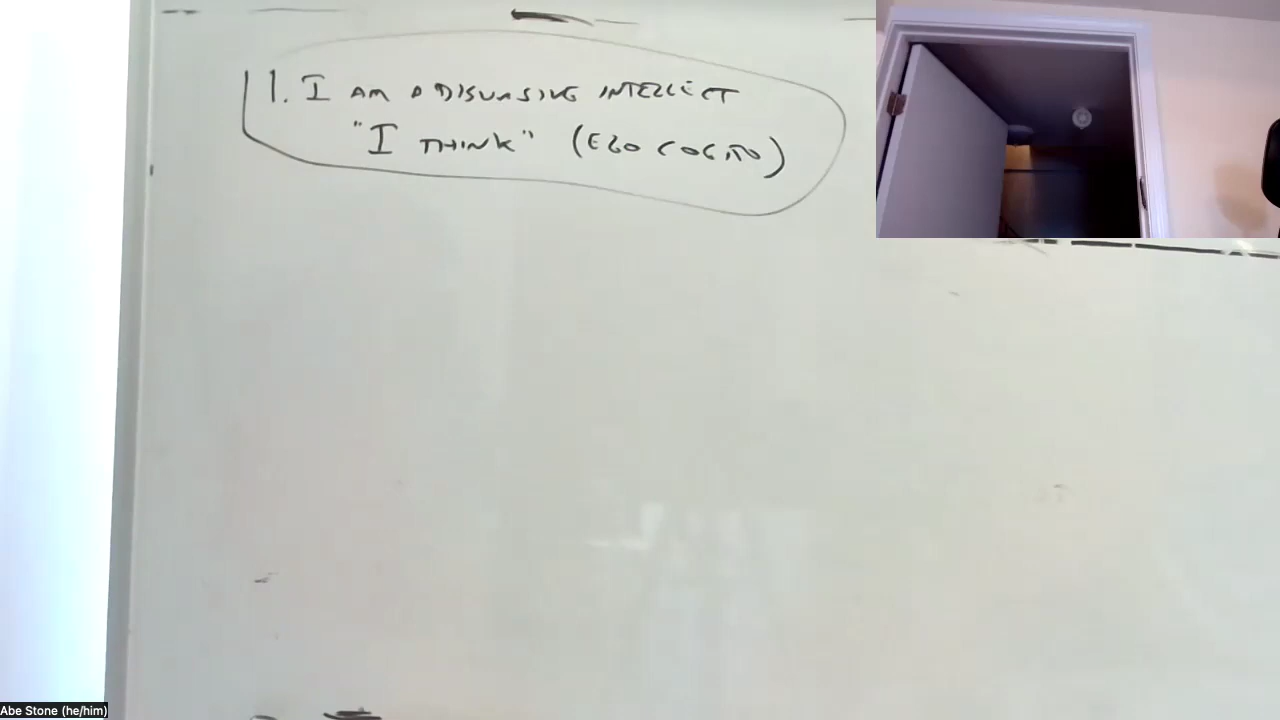 1. I AM A DISCURSIVE INTELLECT
"I THINK" (EGO COGITO)
Abe Stone (he/him)